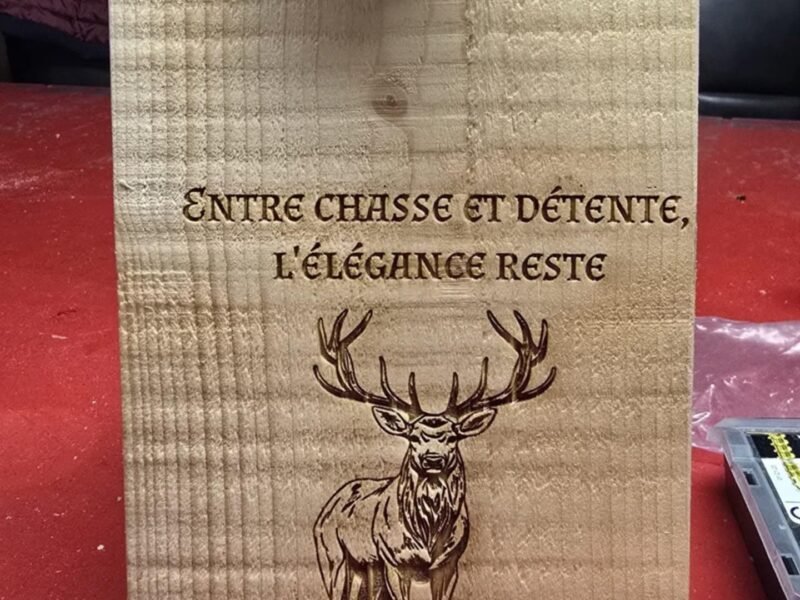 Entre chasse et détente,
l'élégance reste